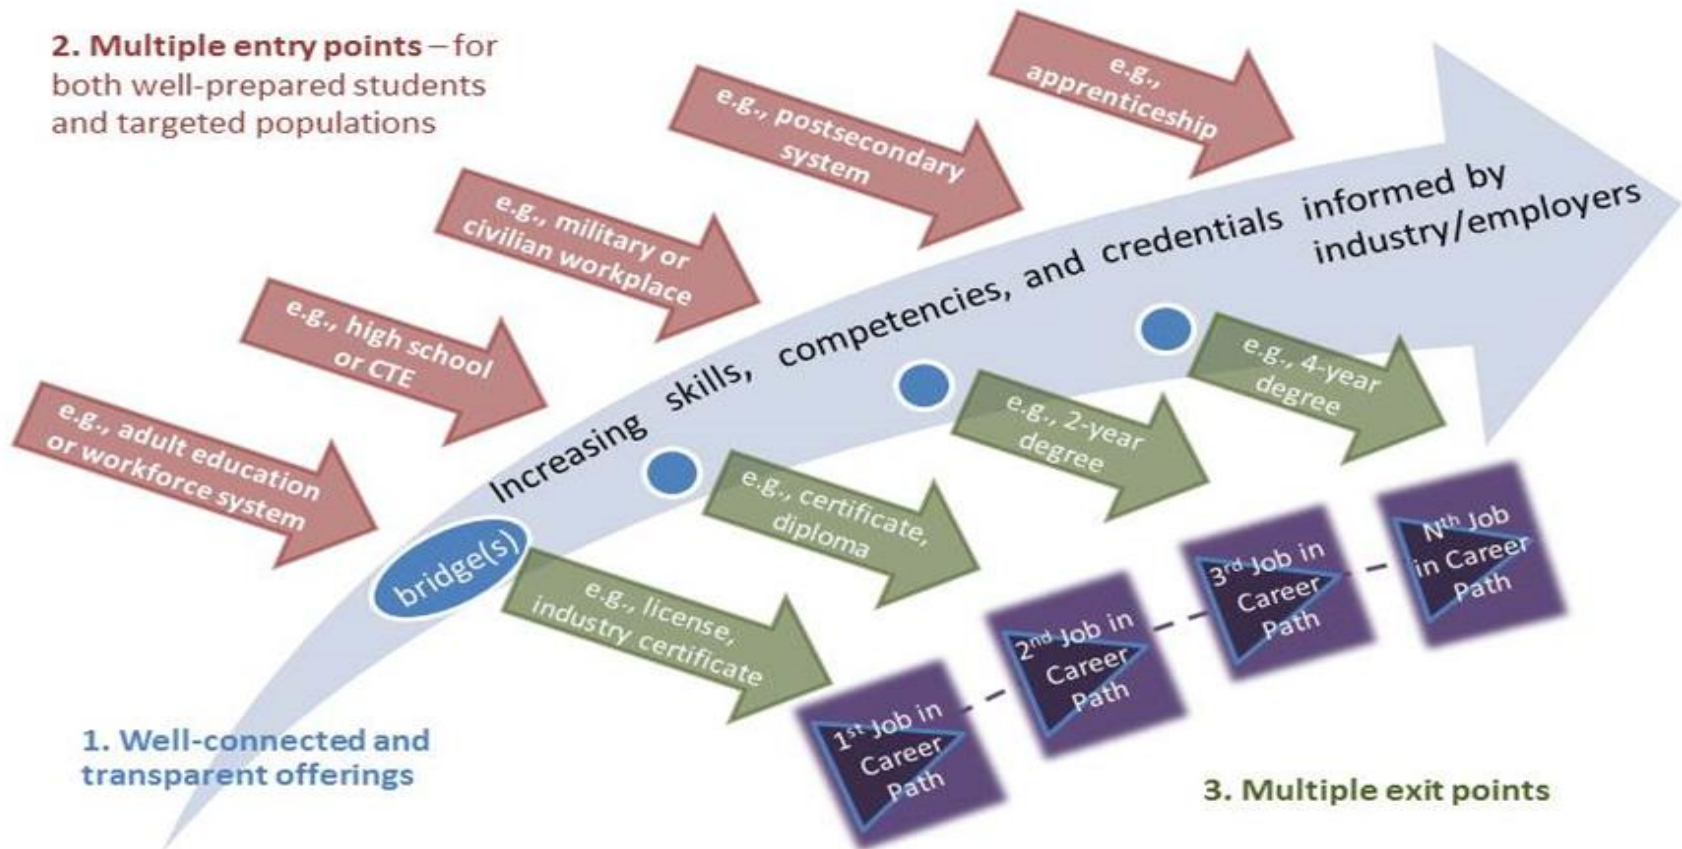 2. Multiple entry points – for
both well-prepared students
and targeted populations
e.g.,
apprenticeship
e.g., postsecondary
system
e.g., military or
civilian workplace
e.g., high school
or CTE
e.g., adult education
or workforce system
Increasing skills, competencies, and credentials informed by
industry/employers
bridge(s)
e.g., 4-year
degree
e.g., 2-year
degree
e.g., certificate,
diploma
e.g., license,
industry certificate
1st Job in
Career
Path
2nd Job in
Career
Path
3rd Job in
Career
Path
Nth Job
in Career
Path
1. Well-connected and
transparent offerings
3. Multiple exit points